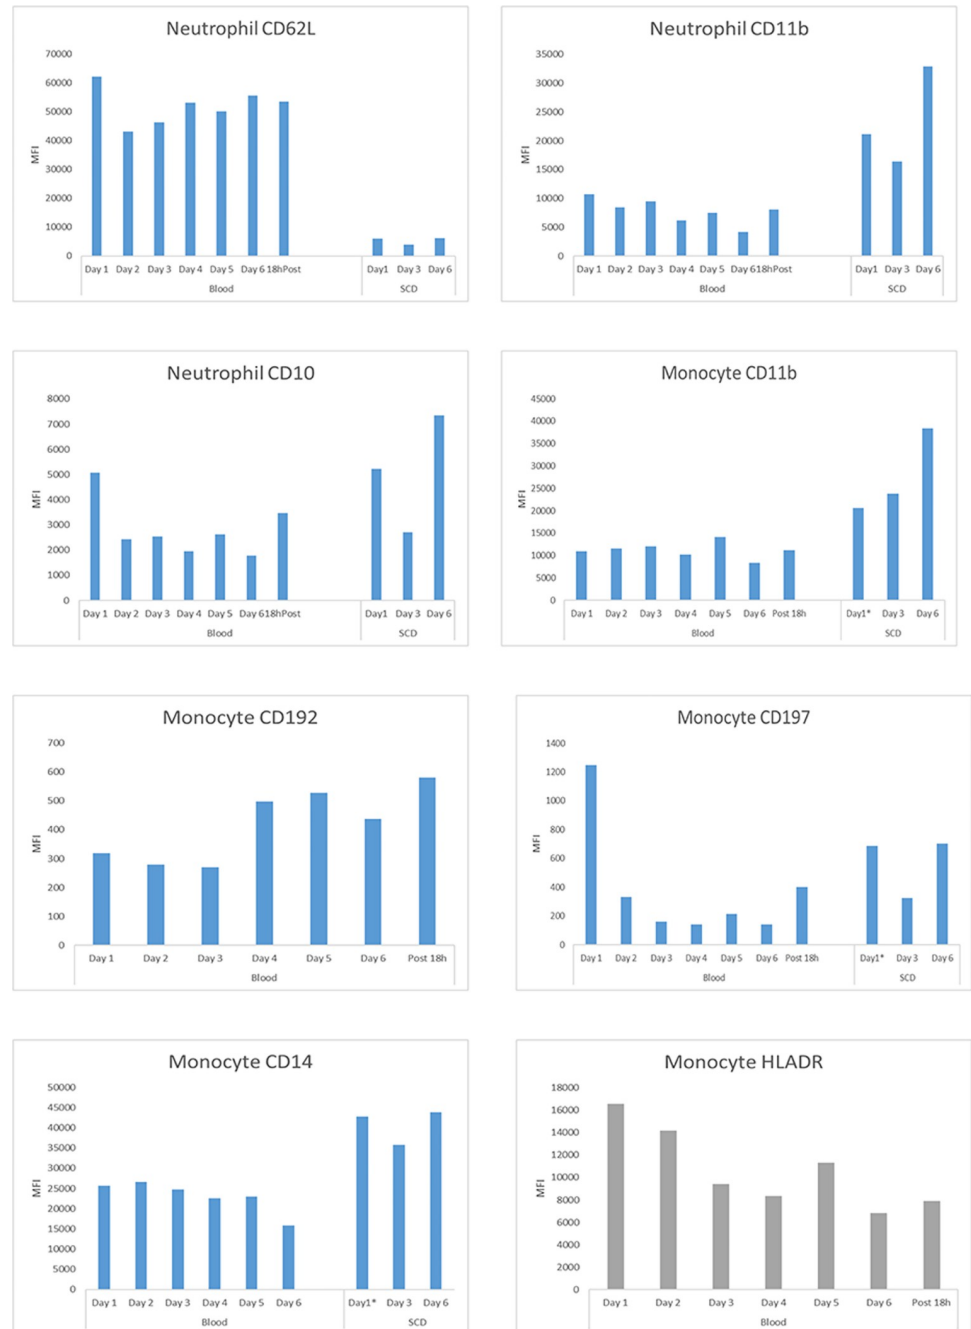 Neutrophil CD62L
70000
60000
50000
40000
30000
20000
10000
0
MFI
Day 1 Day 2 Day 3 Day 4 Day 5 Day 6 18hPost Day1 Day 3 Day 6
Blood SCD
Neutrophil CD11b
35000
30000
25000
20000
15000
10000
5000
0
MFI
Day 1 Day 2 Day 3 Day 4 Day 5 Day 618hPost Day1 Day 3 Day 6
Blood SCD
Neutrophil CD10
8000
7000
6000
5000
4000
3000
2000
1000
0
MFI
Day 1 Day 2 Day 3 Day 4 Day 5 Day 618hPost Day1 Day 3 Day 6
Blood SCD
Monocyte CD11b
45000
40000
35000
30000
25000
20000
15000
10000
5000
0
MFI
Day 1 Day 2 Day 3 Day 4 Day 5 Day 6 Post 18h Day1* Day 3 Day 6
Blood SCD
Monocyte CD192
700
600
500
400
300
200
100
0
MFI
Day 1 Day 2 Day 3 Day 4 Day 5 Day 6 Post 18h
Blood
Monocyte CD197
1400
1200
1000
800
600
400
200
0
MFI
Day 1 Day 2 Day 3 Day 4 Day 5 Day 6 Post 18h Day1* Day 3 Day 6
Blood SCD
Monocyte CD14
50000
45000
40000
35000
30000
25000
20000
15000
10000
5000
0
MFI
Day 1 Day 2 Day 3 Day 4 Day 5 Day 6 Day1* Day 3 Day 6
Blood SCD
Monocyte HLADR
18000
16000
14000
12000
10000
8000
6000
4000
2000
0
MFI
Day 1 Day 2 Day 3 Day 4 Day 5 Day 6 Post 18h
Blood